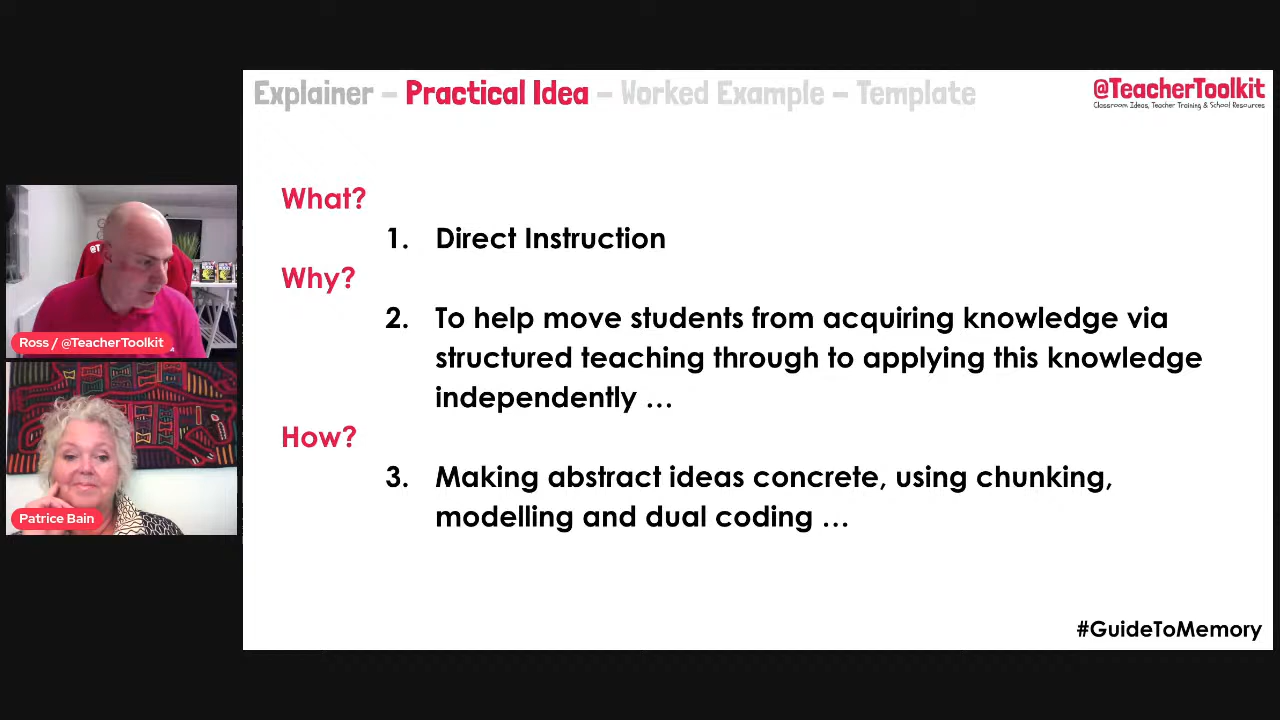 Explainer – Practical Idea – Worked Example – Template
@TeacherToolkit
Classroom Ideas, Teacher Training & School Resources
What?
1. Direct Instruction
Why?
2. To help move students from acquiring knowledge via
structured teaching through to applying this knowledge
independently …
How?
3. Making abstract ideas concrete, using chunking,
modelling and dual coding …
#GuideToMemory
Ross / @TeacherToolkit
Patrice Bain